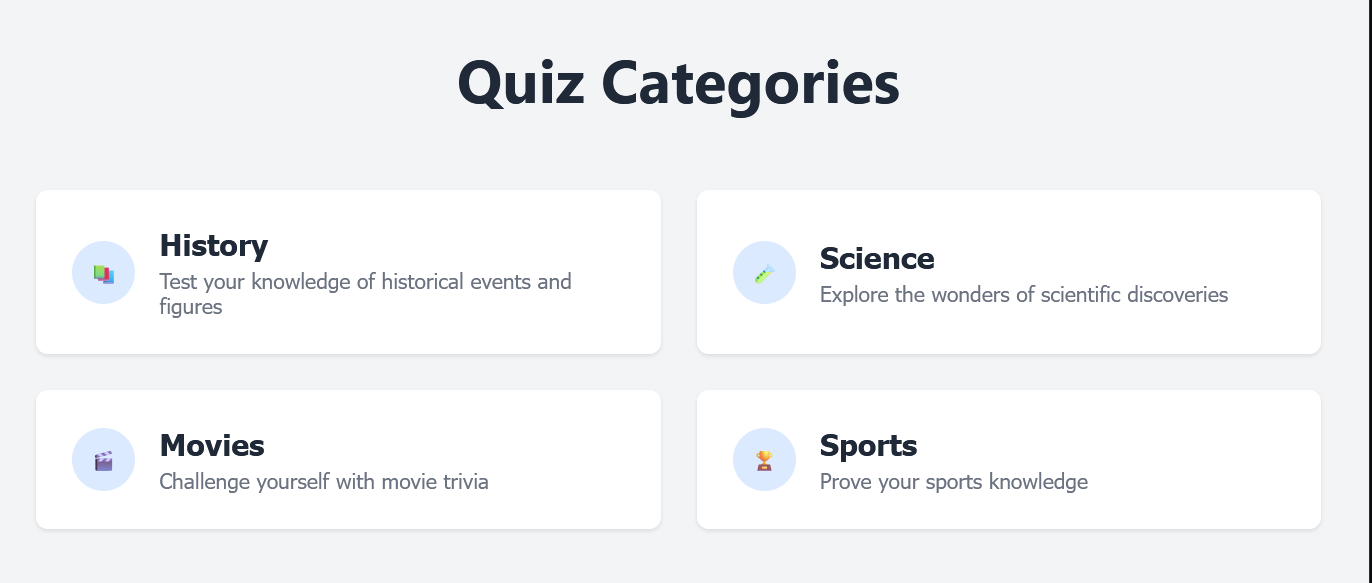 Quiz Categories
History
Test your knowledge of historical events and
figures
Science
Explore the wonders of scientific discoveries
Movies
Challenge yourself with movie trivia
Sports
Prove your sports knowledge